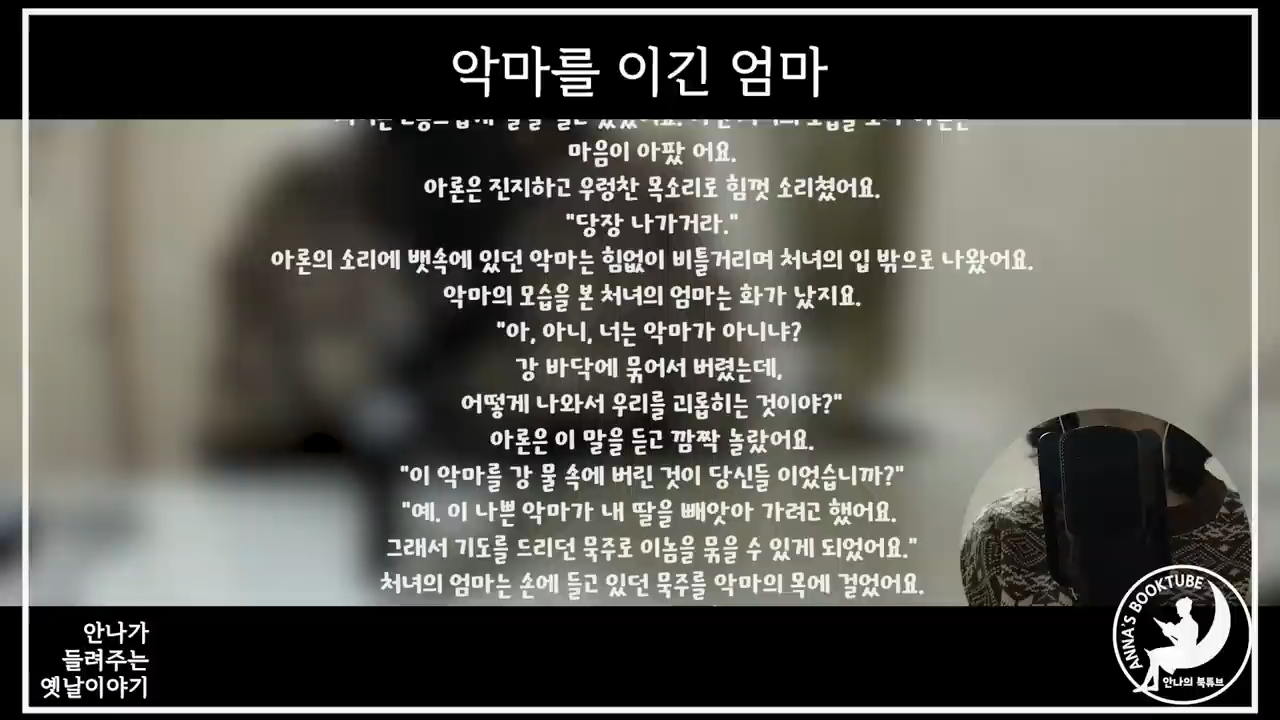 악마를 이긴 엄마
마음이 아팠 어요.
아론은 진지하고 우렁찬 목소리로 힘껏 소리쳤어요.
"당장 나가거라."
아론의 소리에 뱃속에 있던 악마는 힘없이 비틀거리며 처녀의 입 밖으로 나왔어요.
악마의 모습을 본 처녀의 엄마는 화가 났지요.
"아, 아니, 너는 악마가 아니냐?
강 바닥에 묶어서 버렸는데,
어떻게 나와서 우리를 괴롭히는 것이야?"
아론은 이 말을 듣고 깜짝 놀랐어요.
"이 악마를 강 물 속에 버린 것이 당신들 이었습니까?"
"예. 이 나쁜 악마가 내 딸을 빼앗아 가려고 했어요.
그래서 기도를 드리던 묵주로 이놈을 묶을 수 있게 되었어요."
처녀의 엄마는 손에 들고 있던 묵주를 악마의 목에 걸었어요.
안나가
들려주는
옛날이야기
ANNA'S BOOKTUBE
안나의 북튜브